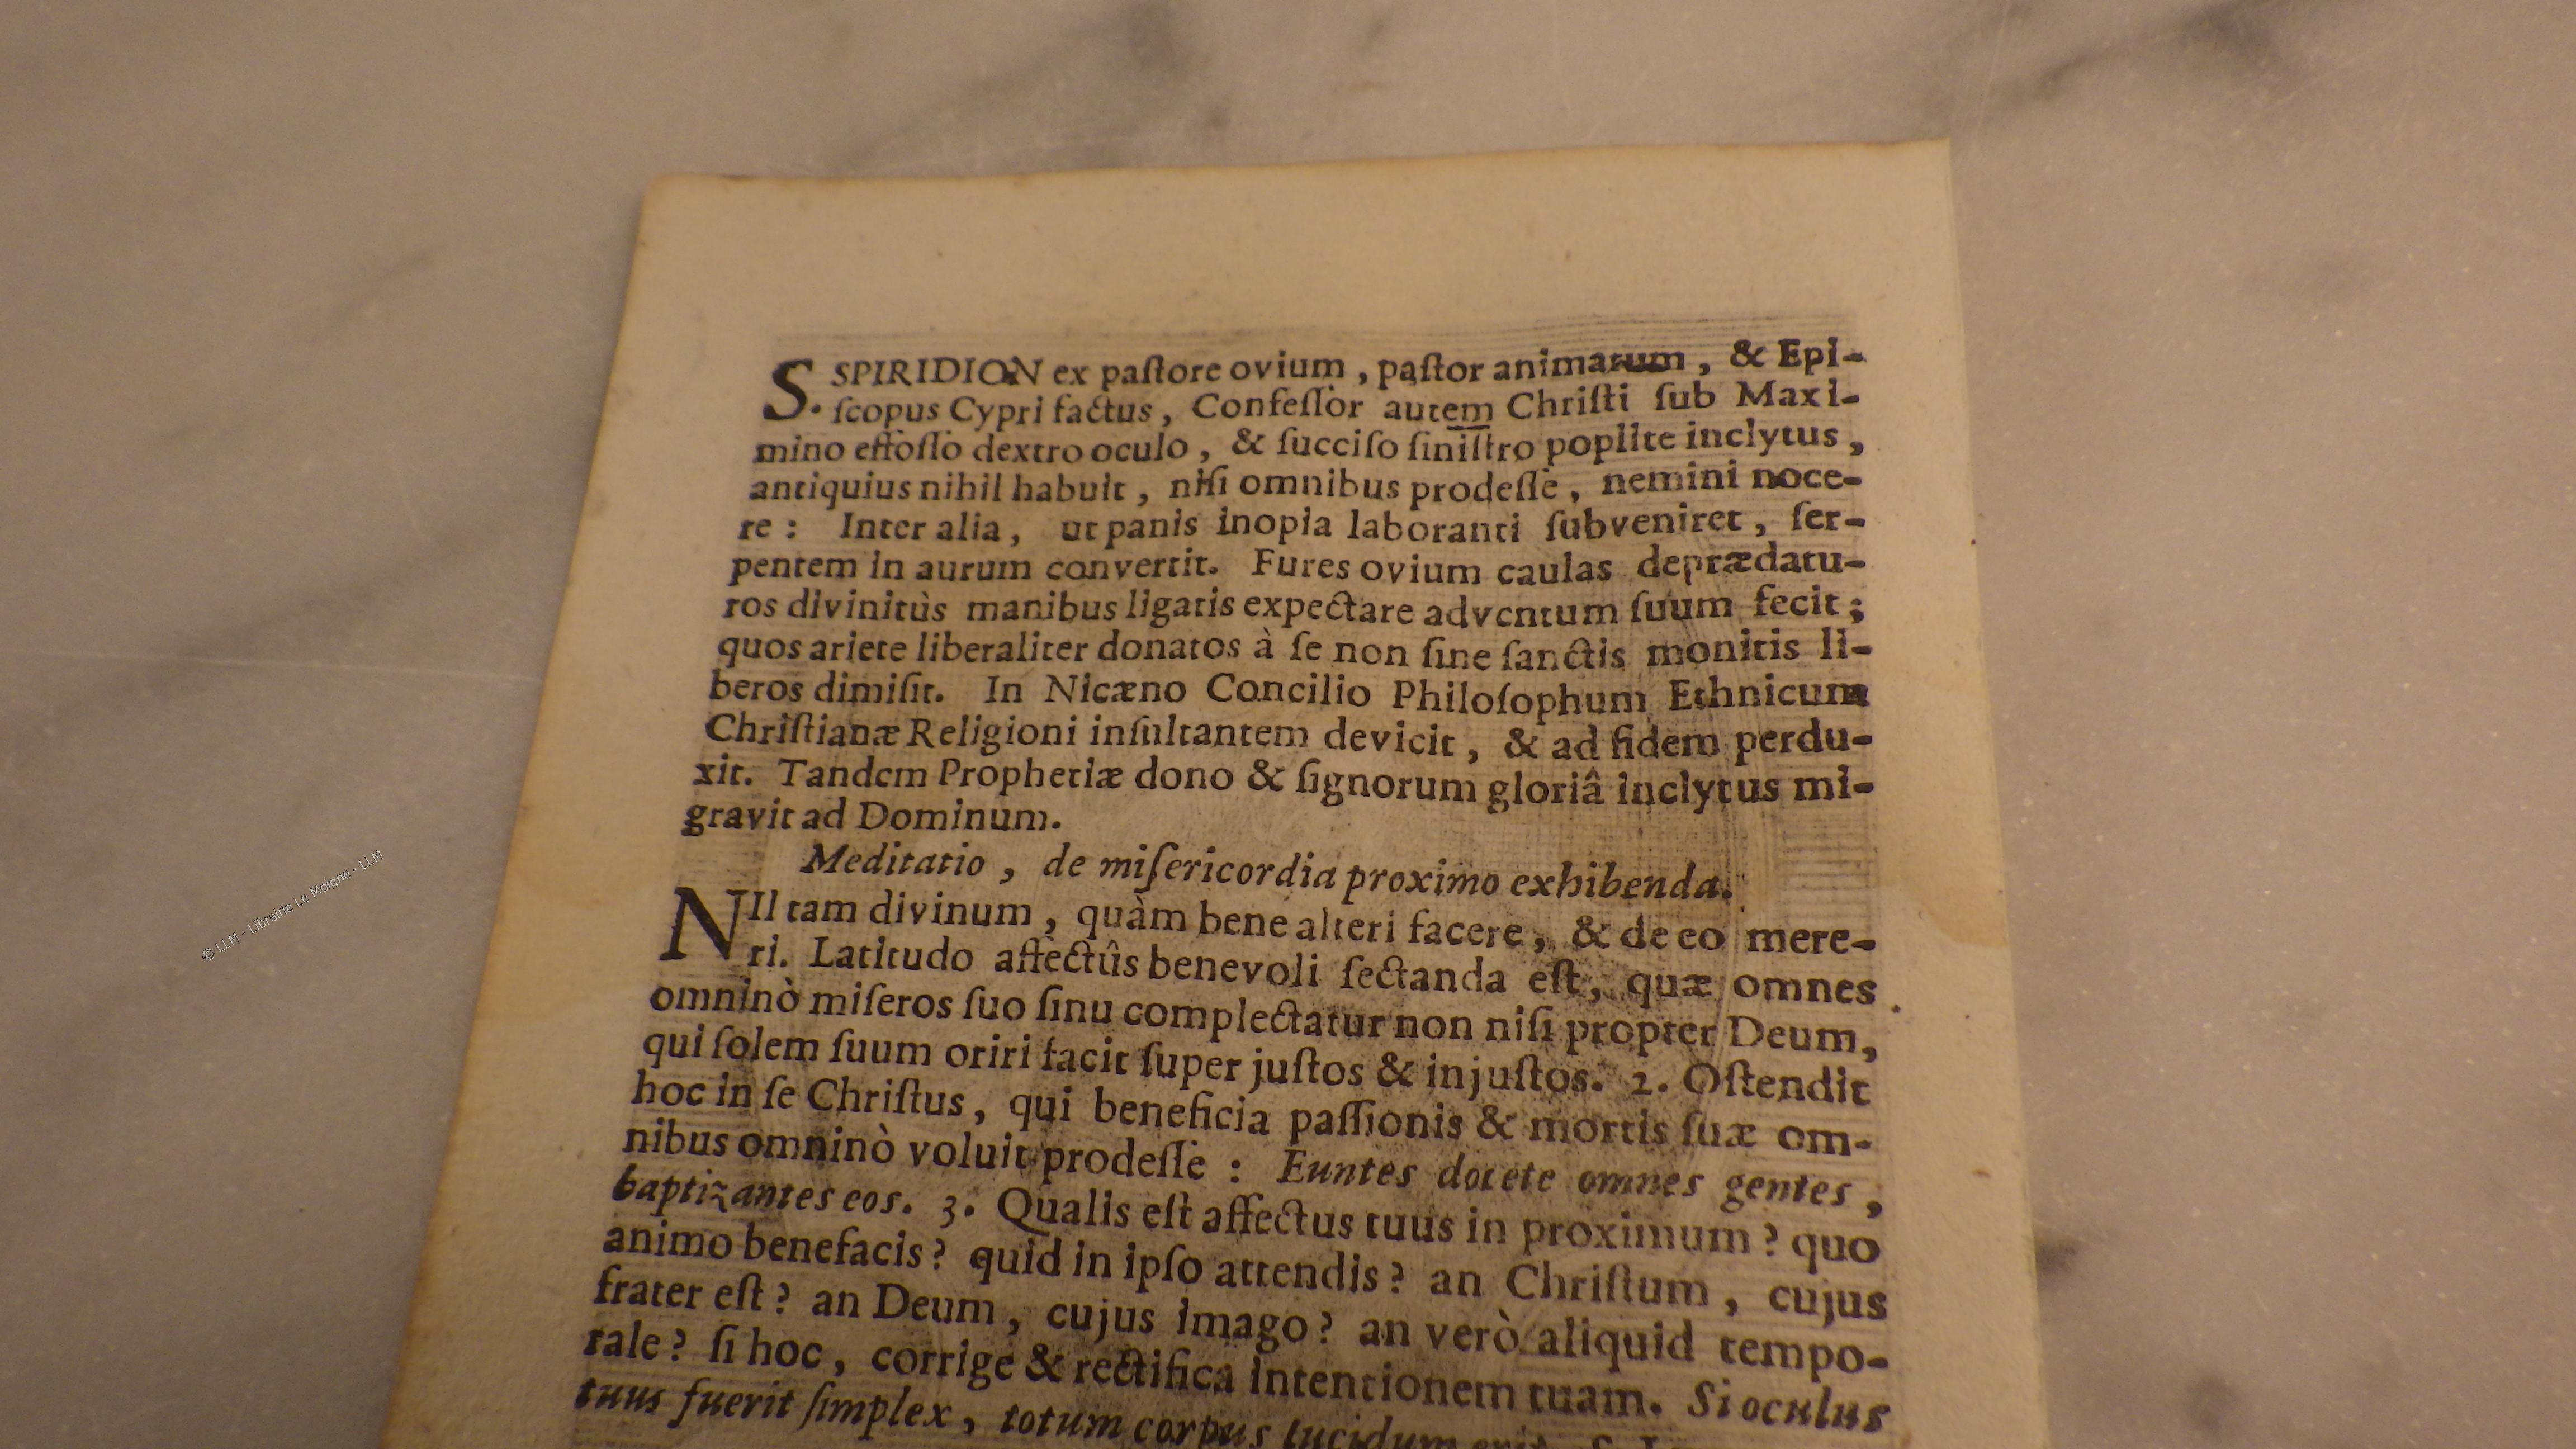 S. SPIRIDION ex paſtore ovium, paſtor animarum, & Epi-
ſcopus Cypri factus, Confeſſor autem Chriſti ſub Maxi-
mino effoſſo dextro oculo, & ſucciſo ſiniſtro poplite inclytus,
antiquius nihil habuit, niſi omnibus prodeſſe, nemini noce-
re: Inter alia, ut panis inopia laboranti ſubveniret, ſer-
pentem in aurum convertit. Fures ovium caulas deprædatu-
ros divinitùs manibus ligatis expectare adventum ſuum fecit;
quos ariete liberaliter donatos à ſe non ſine ſanctis monitis li-
beros dimiſit. In Nicæno Concilio Philoſophum Ethnicum
Chriſtianæ Religioni inſultantem devicit, & ad fidem perdu-
xit. Tandem Prophetiæ dono & ſignorum gloriâ inclytus mi-
gravit ad Dominum.
Meditatio, de miſericordia proximo exhibenda.
NIl tam divinum, quàm bene alteri facere, & de eo mere-
ri. Latitudo affectûs benevoli ſectanda eſt, quæ omnes
omninò miſeros ſuo ſinu complectatur non niſi propter Deum,
qui ſolem ſuum oriri facit ſuper juſtos & injuſtos. 2. Oſtendit
hoc in ſe Chriſtus, qui beneficia paſſionis & mortis ſuæ om-
nibus omninò voluit prodeſſe: Euntes docete omnes gentes,
baptizantes eos. 3. Qualis eſt affectus tuus in proximum? quo
animo benefacis? quid in ipſo attendis? an Chriſtum, cujus
frater eſt? an Deum, cujus imago? an verò aliquid tempo-
rale? ſi hoc, corrige & rectifica intentionem tuam. Si oculus
tuus fuerit ſimplex, totum corpus lucidum erit.
© LLM - Librairie Le Moigne - LLM